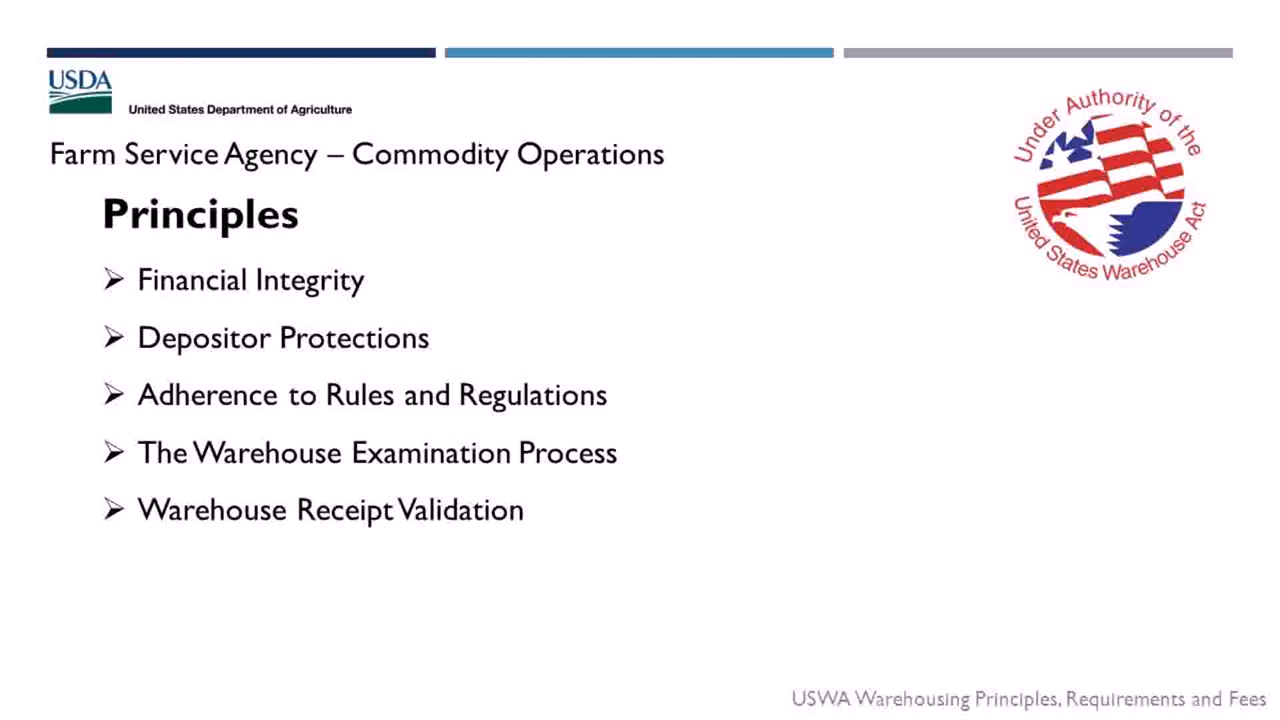 USDA
United States Department of Agriculture
Farm Service Agency – Commodity Operations
Under Authority of the
United States Warehouse Act
Principles
➢ Financial Integrity
➢ Depositor Protections
➢ Adherence to Rules and Regulations
➢ The Warehouse Examination Process
➢ Warehouse Receipt Validation
USWA Warehousing Principles, Requirements and Fees